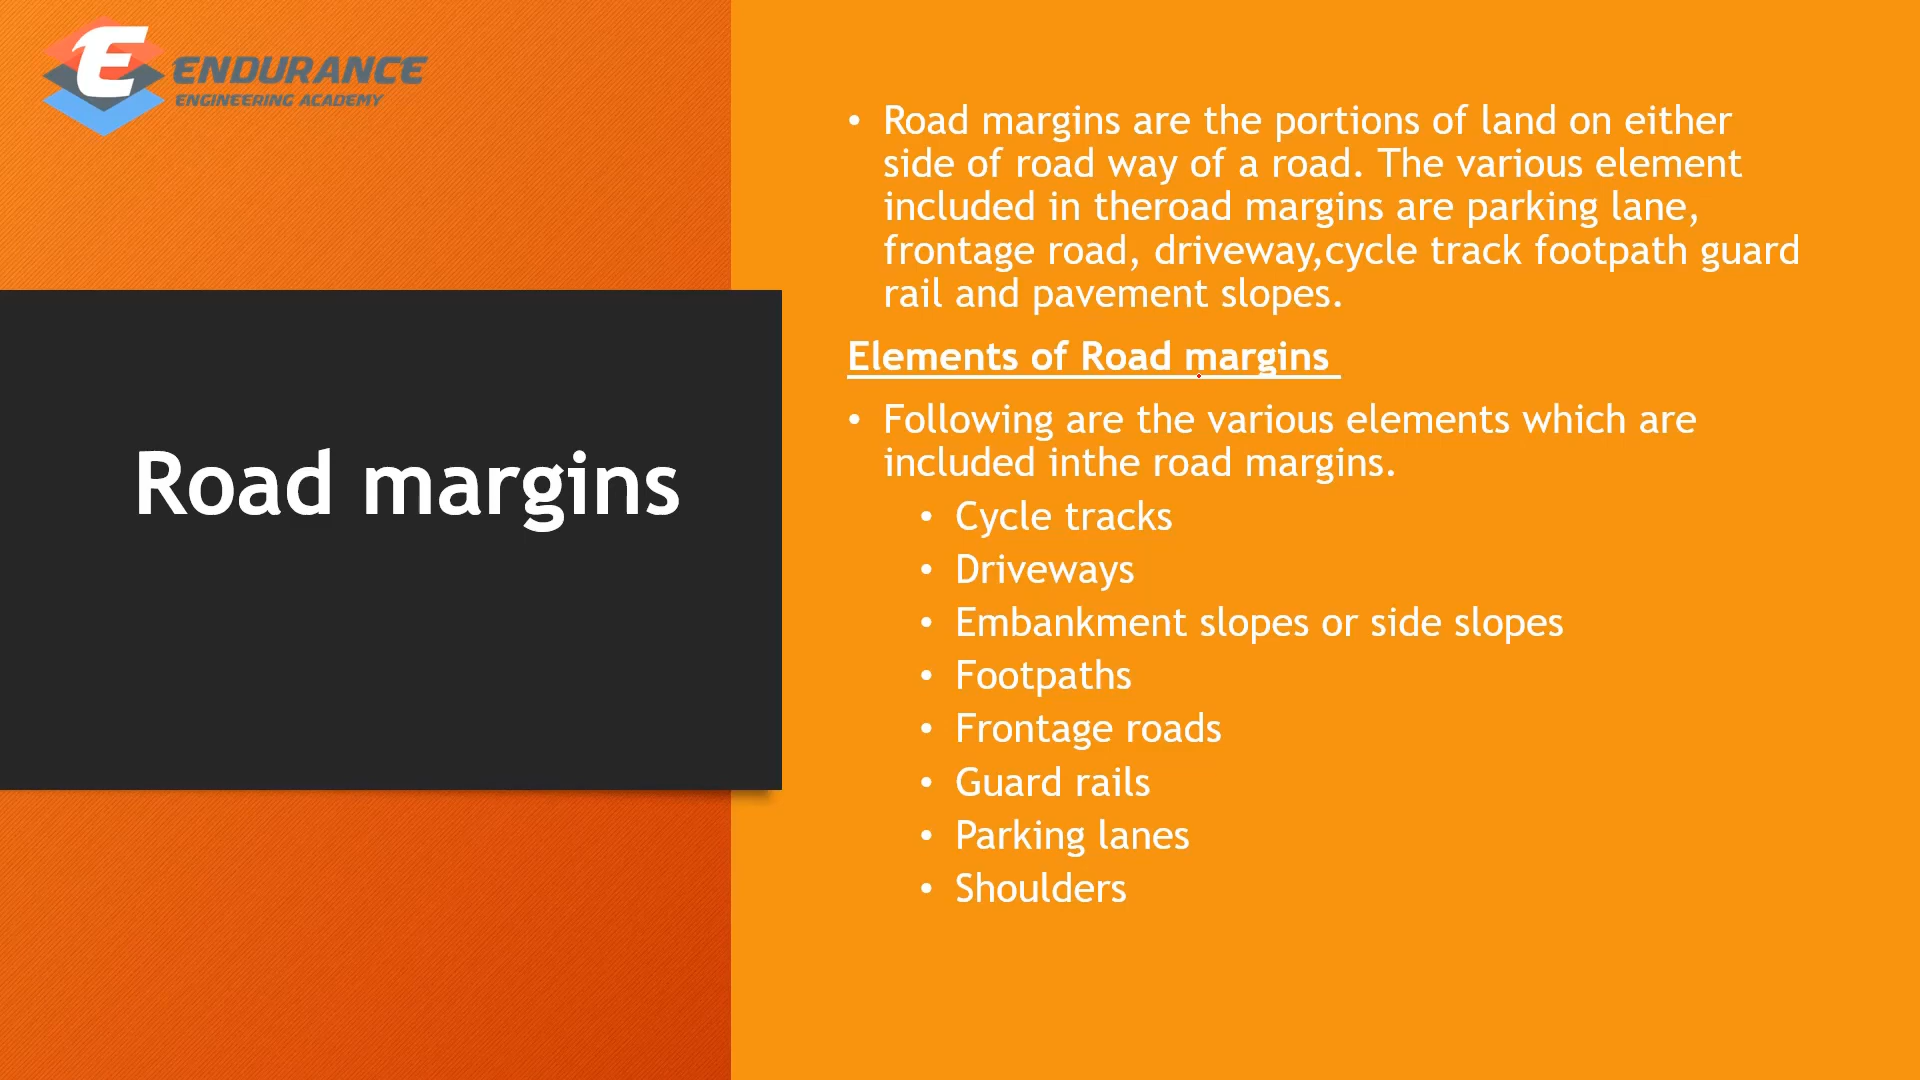 ENDURANCE
ENGINEERING ACADEMY
Road margins
• Road margins are the portions of land on either
side of road way of a road. The various element
included in theroad margins are parking lane,
frontage road, driveway,cycle track footpath guard
rail and pavement slopes.
Elements of Road margins
• Following are the various elements which are
included inthe road margins.
• Cycle tracks
• Driveways
• Embankment slopes or side slopes
• Footpaths
• Frontage roads
• Guard rails
• Parking lanes
• Shoulders